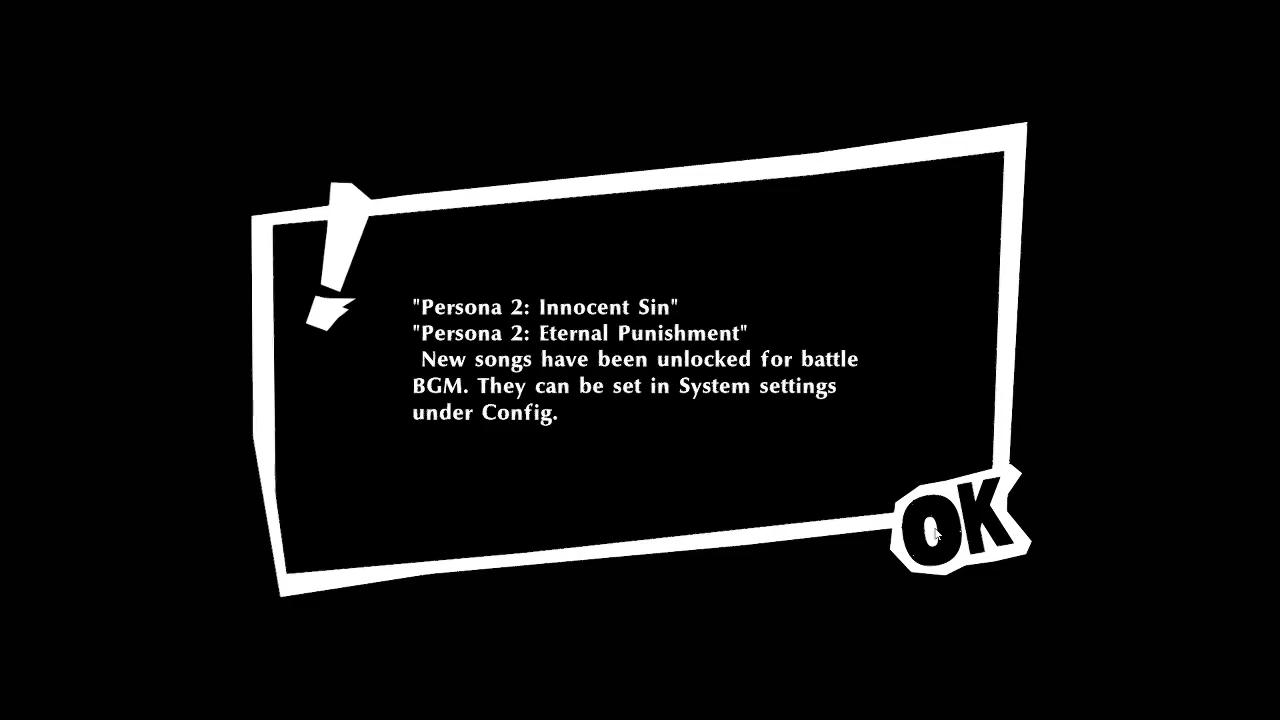 "Persona 2: Innocent Sin"
"Persona 2: Eternal Punishment"
New songs have been unlocked for battle
BGM. They can be set in System settings
under Config.
OK